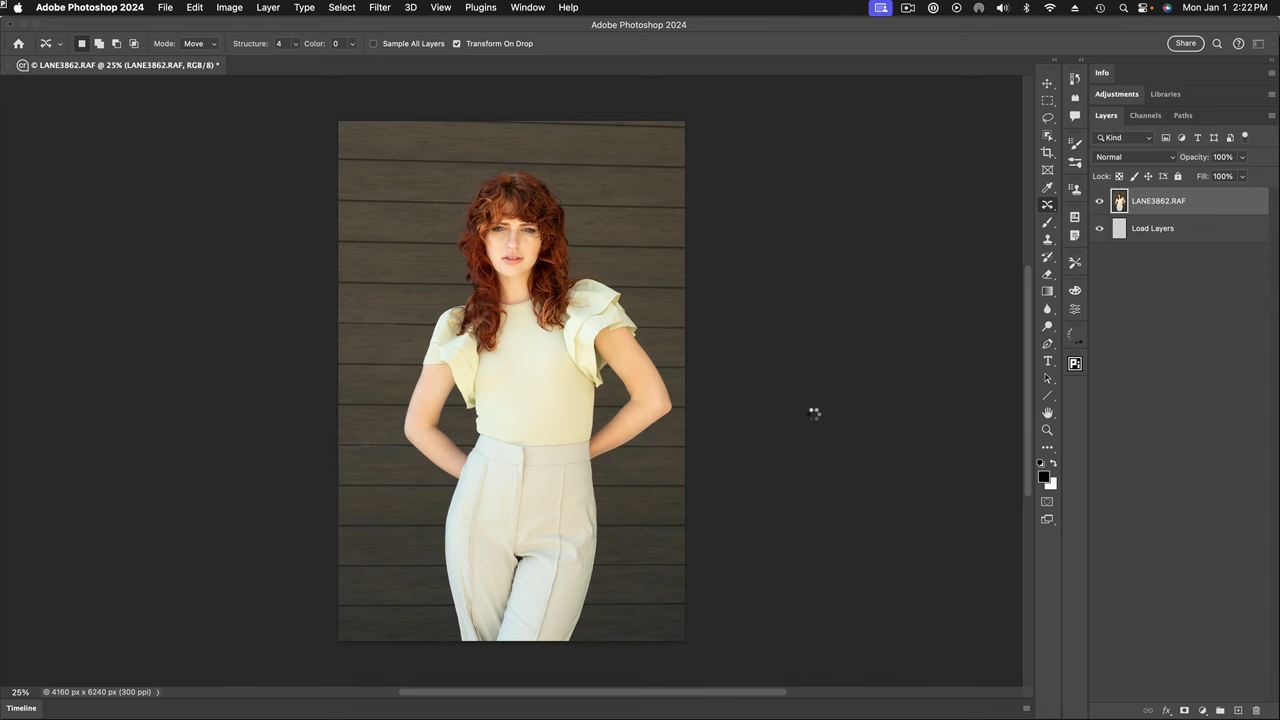 Adobe Photoshop 2024 File Edit Image Layer Type Select Filter 3D View Plugins Window Help Mon Jan 1 2:22 PM
Adobe Photoshop 2024
Mode: Move Structure: 4 Color: 0 Sample All Layers Transform On Drop Share
© LANE3862.RAF @ 25% (LANE3862.RAF, RGB/8) *
Info
Adjustments Libraries
Layers Channels Paths
Kind
Normal Opacity: 100%
Lock: Fill: 100%
LANE3862.RAF
Load Layers
25% 4160 px x 6240 px (300 ppi)
Timeline